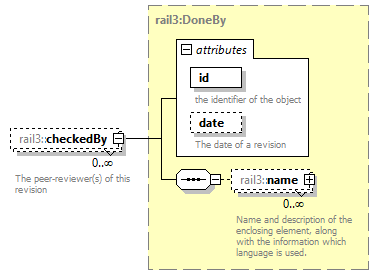 rail3:DoneBy
attributes
id
the identifier of the object
date
The date of a revision
rail3::checkedBy
0..∞
The peer-reviewer(s) of this
revision
rail3::name
0..∞
Name and description of the
enclosing element, along
with the information which
language is used.